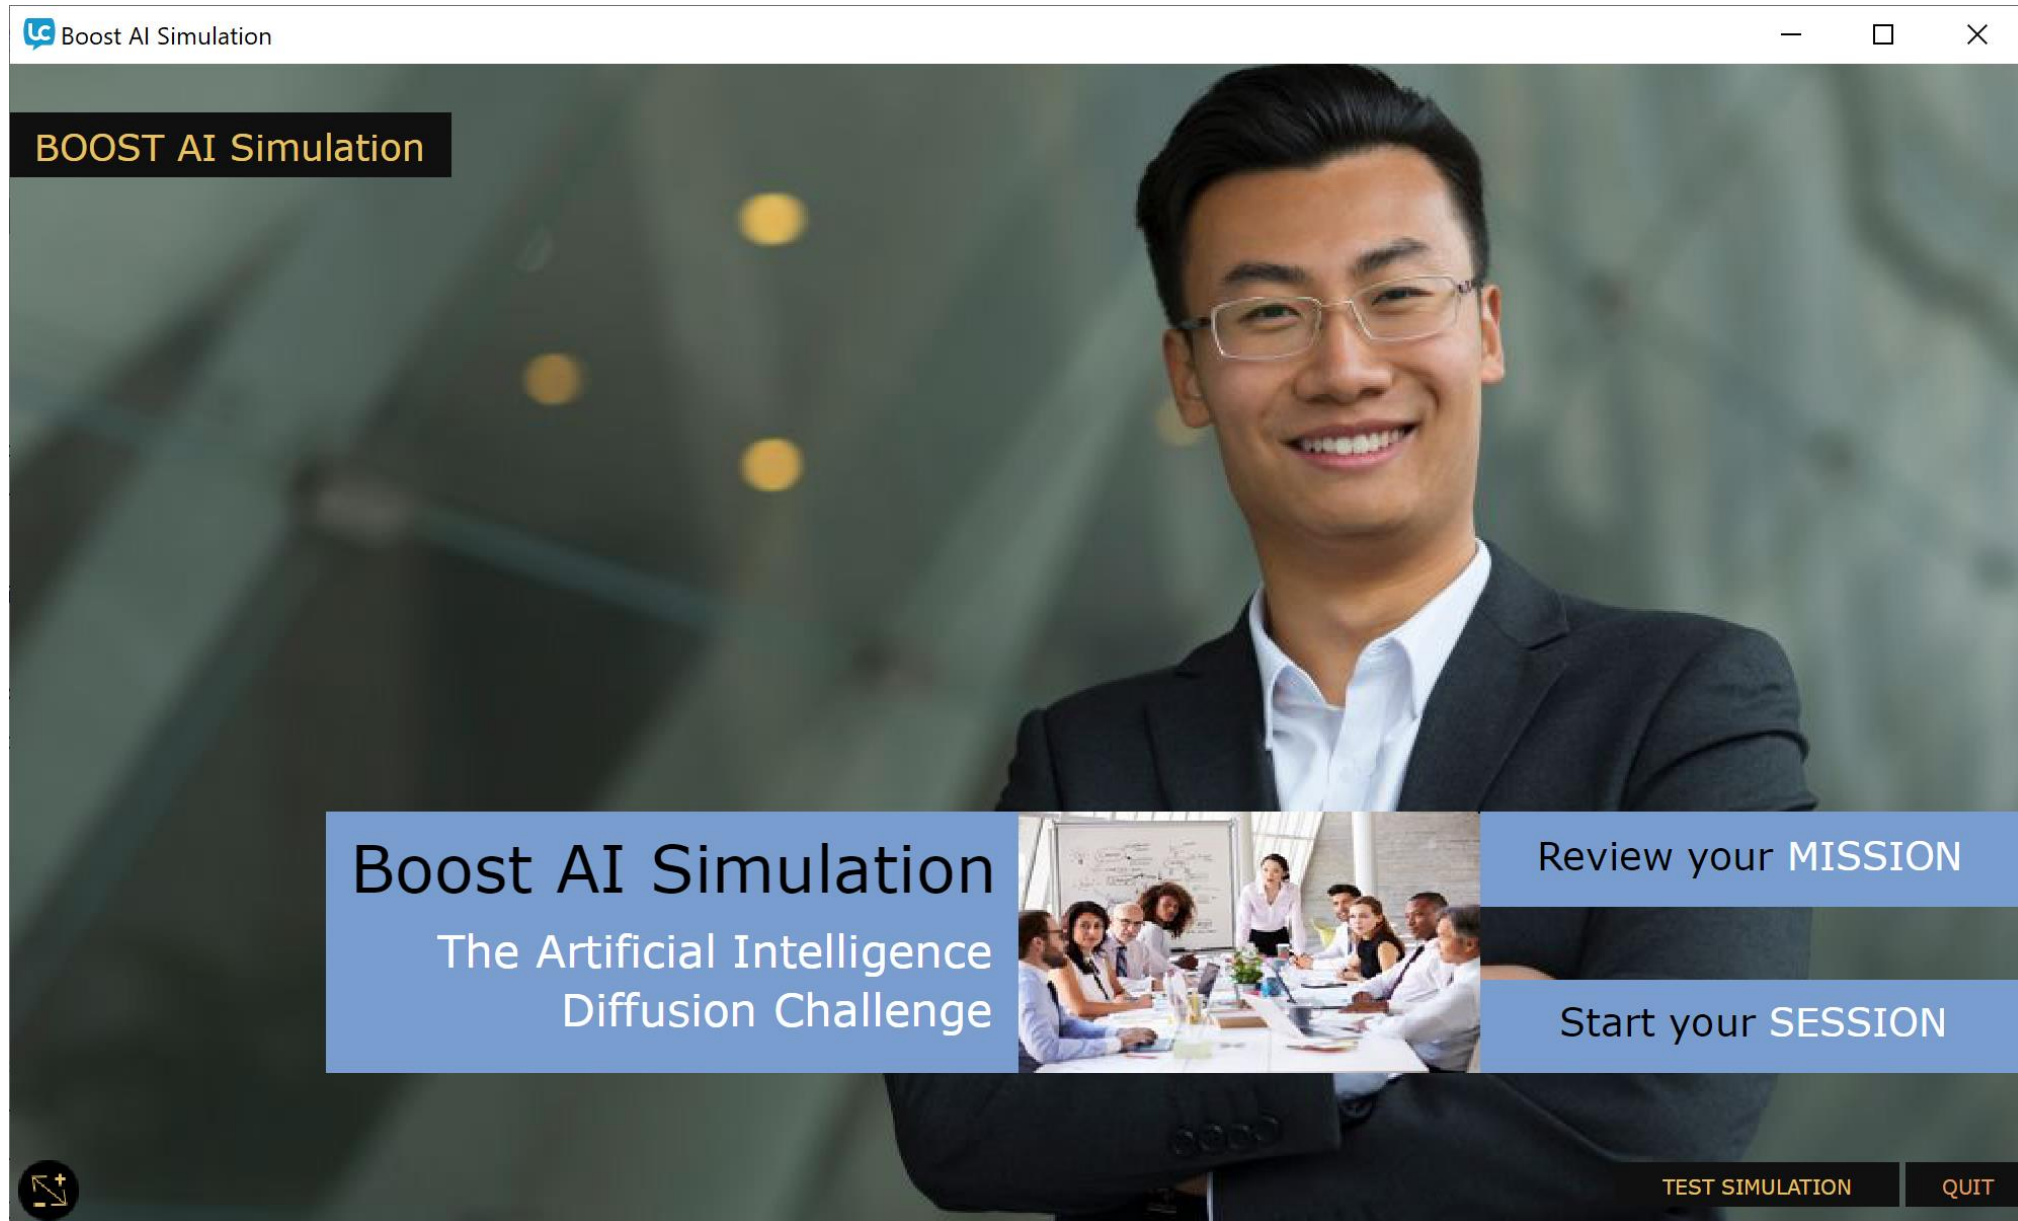 Boost AI Simulation
BOOST AI Simulation
Boost AI Simulation
The Artificial Intelligence
Diffusion Challenge
Review your MISSION
Start your SESSION
TEST SIMULATION
QUIT